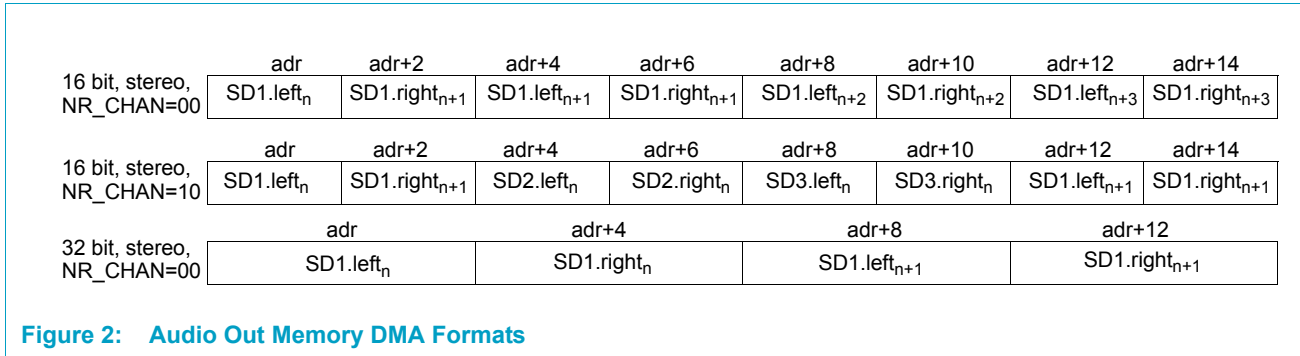 adr adr+2 adr+4 adr+6 adr+8 adr+10 adr+12 adr+14
16 bit, stereo,
NR_CHAN=00
SD1.leftn SD1.rightn+1 SD1.leftn+1 SD1.rightn+1 SD1.leftn+2 SD1.rightn+2 SD1.leftn+3 SD1.rightn+3
adr adr+2 adr+4 adr+6 adr+8 adr+10 adr+12 adr+14
16 bit, stereo,
NR_CHAN=10
SD1.leftn SD1.rightn+1 SD2.leftn SD2.rightn SD3.leftn SD3.rightn SD1.leftn+1 SD1.rightn+1
adr adr+4 adr+8 adr+12
32 bit, stereo,
NR_CHAN=00
SD1.leftn SD1.rightn SD1.leftn+1 SD1.rightn+1
Figure 2: Audio Out Memory DMA Formats